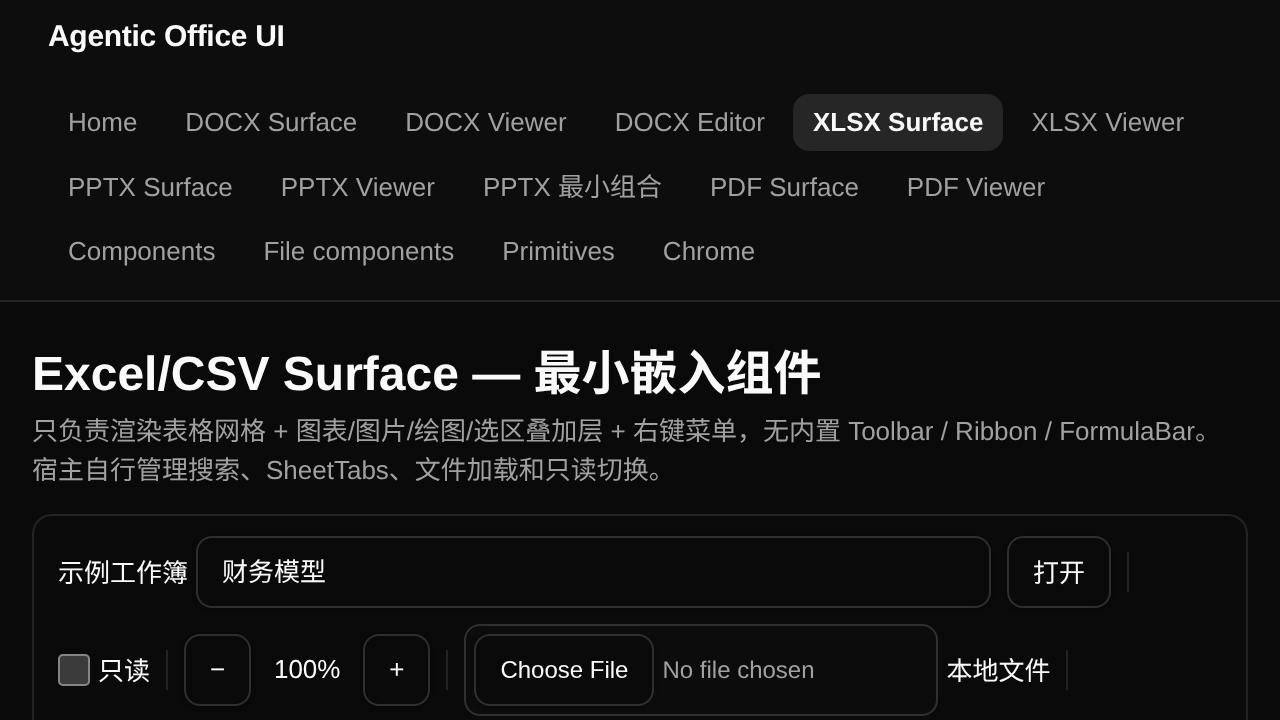 Agentic Office UI
Home DOCX Surface DOCX Viewer DOCX Editor XLSX Surface XLSX Viewer
PPTX Surface PPTX Viewer PPTX 最小组合 PDF Surface PDF Viewer
Components File components Primitives Chrome
Excel/CSV Surface — 最小嵌入组件
只负责渲染表格网格 + 图表/图片/绘图/选区叠加层 + 右键菜单，无内置 Toolbar / Ribbon / FormulaBar。
宿主自行管理搜索、SheetTabs、文件加载和只读切换。
示例工作簿 财务模型 打开
只读 − 100% + Choose File No file chosen 本地文件